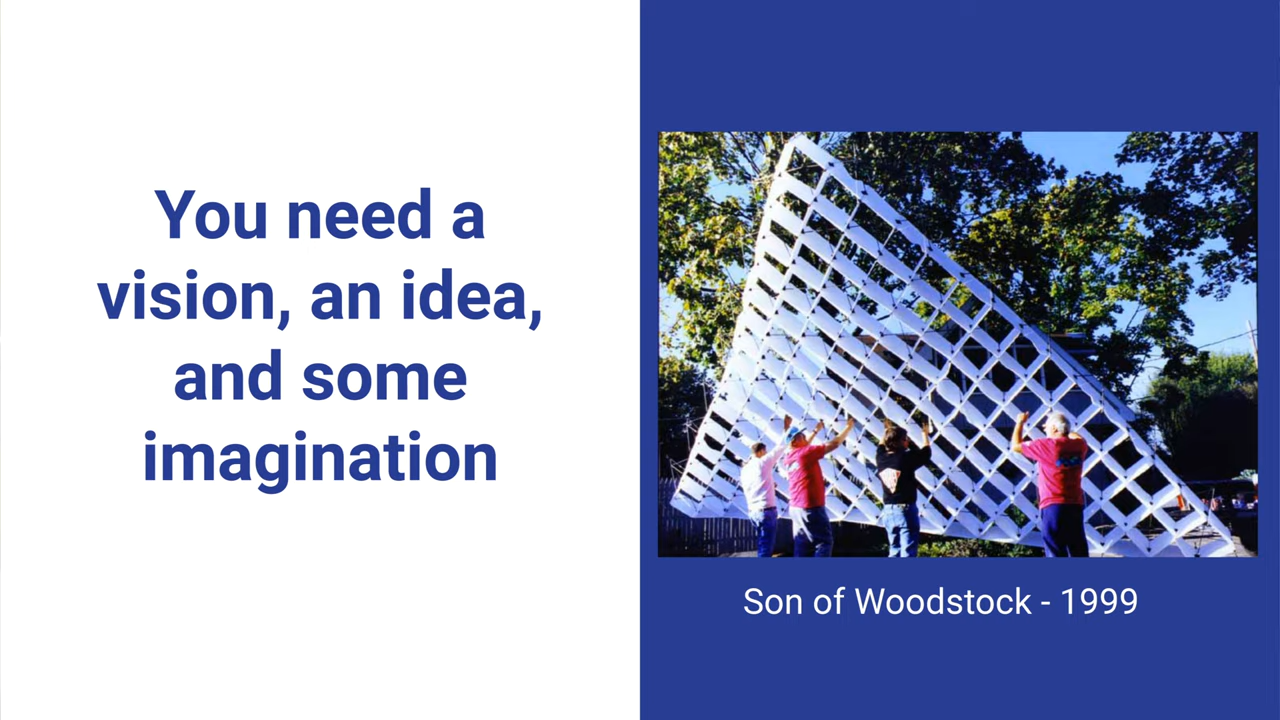 You need a
vision, an idea,
and some
imagination
Son of Woodstock - 1999